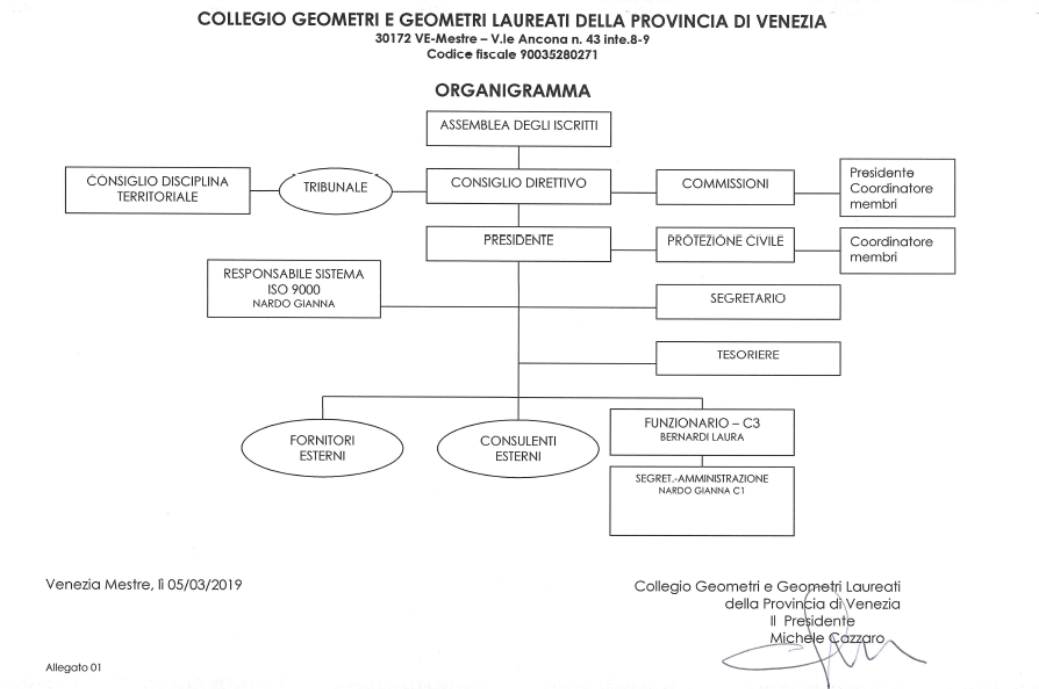 COLLEGIO GEOMETRI E GEOMETRI LAUREATI DELLA PROVINCIA DI VENEZIA
30172 VE-Mestre – V.le Ancona n. 43 inte.8-9
Codice fiscale 90035280271
ORGANIGRAMMA
ASSEMBLEA DEGLI ISCRITTI
CONSIGLIO DISCIPLINA
TERRITORIALE
TRIBUNALE
CONSIGLIO DIRETTIVO
COMMISSIONI
Presidente
Coordinatore
membri
PRESIDENTE
PROTEZIONE CIVILE
Coordinatore
membri
RESPONSABILE SISTEMA
ISO 9000
NARDO GIANNA
SEGRETARIO
TESORIERE
FORNITORI
ESTERNI
CONSULENTI
ESTERNI
FUNZIONARIO – C3
BERNARDI LAURA
SEGRET.-AMMINISTRAZIONE
NARDO GIANNA C1
Venezia Mestre, lì 05/03/2019
Collegio Geometri e Geometri Laureati
della Provincia di Venezia
Il Presidente
Michele Cazzaro
Allegato 01